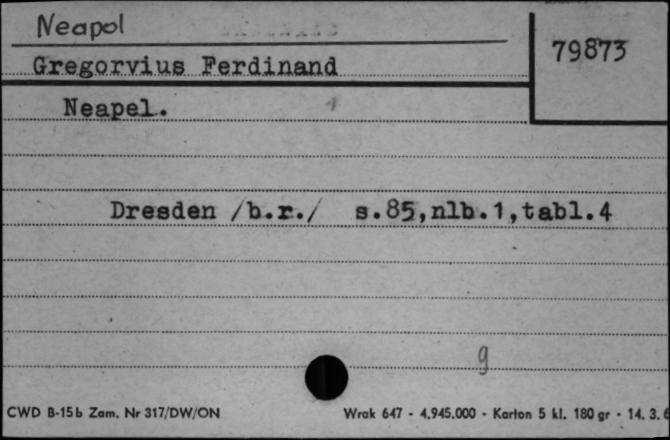 Neapol
79873
Gregorvius Ferdinand
Neapel.
Dresden /b.r./ s.85,nlb.1,tabl.4
g
CWD B-15b Zam. Nr 317/DW/ON
Wrak 647 - 4.945.000 - Karton 5 kl. 180 gr - 14. 3. 6